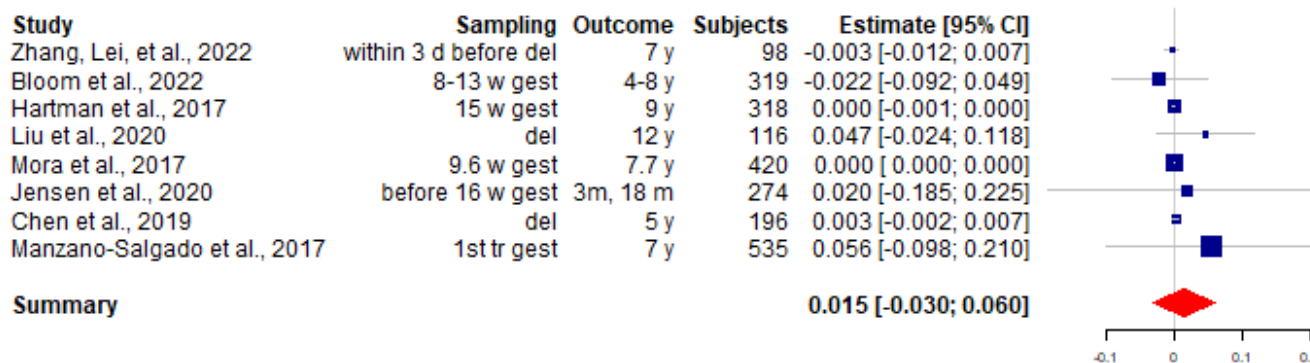 Study Sampling Outcome Subjects Estimate [95% CI]
Zhang, Lei, et al., 2022 within 3 d before del 7 y 98 -0.003 [-0.012; 0.007]
Bloom et al., 2022 8-13 w gest 4-8 y 319 -0.022 [-0.092; 0.049]
Hartman et al., 2017 15 w gest 9 y 318 0.000 [-0.001; 0.000]
Liu et al., 2020 del 12 y 116 0.047 [-0.024; 0.118]
Mora et al., 2017 9.6 w gest 7.7 y 420 0.000 [ 0.000; 0.000]
Jensen et al., 2020 before 16 w gest 3m, 18 m 274 0.020 [-0.185; 0.225]
Chen et al., 2019 del 5 y 196 0.003 [-0.002; 0.007]
Manzano-Salgado et al., 2017 1st tr gest 7 y 535 0.056 [-0.098; 0.210]
Summary 0.015 [-0.030; 0.060]
-0.1 0 0.1